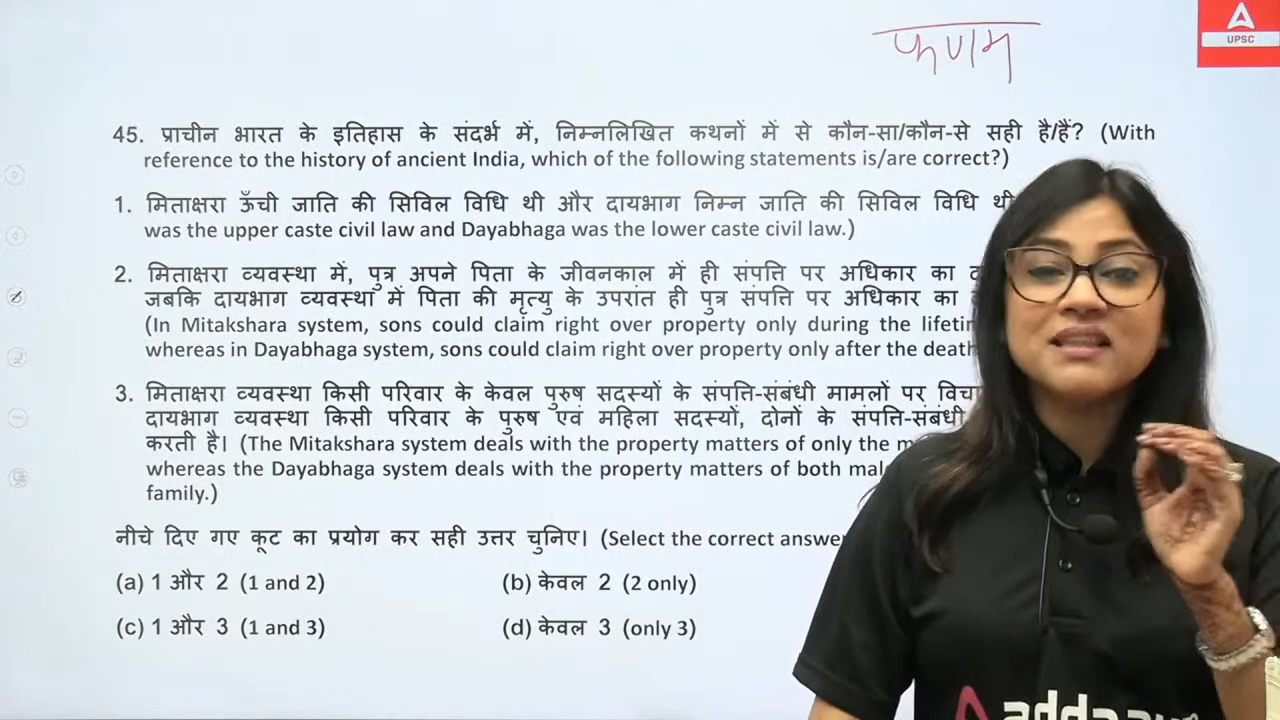 UPSC
45. प्राचीन भारत के इतिहास के संदर्भ में, निम्नलिखित कथनों में से कौन-सा/कौन-से सही है/हैं? (With
reference to the history of ancient India, which of the following statements is/are correct?)
1. मिताक्षरा ऊँची जाति की सिविल विधि थी और दायभाग निम्न जाति की सिविल विधि थी
was the upper caste civil law and Dayabhaga was the lower caste civil law.)
2. मिताक्षरा व्यवस्था में, पुत्र अपने पिता के जीवनकाल में ही संपत्ति पर अधिकार का
जबकि दायभाग व्यवस्था में पिता की मृत्यु के उपरांत ही पुत्र संपत्ति पर अधिकार का
(In Mitakshara system, sons could claim right over property only during the
whereas in Dayabhaga system, sons could claim right over property only after the death
3. मिताक्षरा व्यवस्था किसी परिवार के केवल पुरुष सदस्यों के संपत्ति-संबंधी मामलों पर
दायभाग व्यवस्था किसी परिवार के पुरुष एवं महिला सदस्यों, दोनों के संपत्ति-संबंधी
करती है। (The Mitakshara system deals with the property matters of only the
whereas the Dayabhaga system deals with the property matters of both
family.)
नीचे दिए गए कूट का प्रयोग कर सही उत्तर चुनिए। (Select the correct
(a) 1 और 2 (1 and 2) (b) केवल 2 (2 only)
(c) 1 और 3 (1 and 3) (d) केवल 3 (only 3)